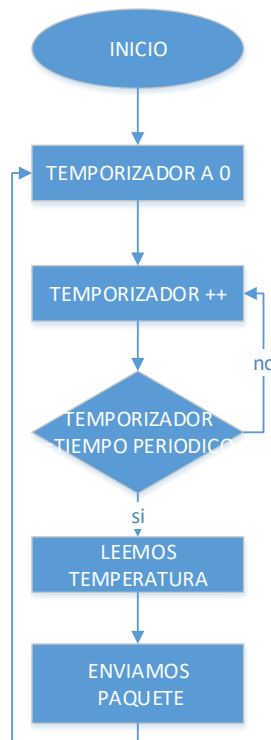 INICIO
TEMPORIZADOR A 0
TEMPORIZADOR ++
no
TEMPORIZADOR
=TIEMPO PERIODICO
si
LEEMOS
TEMPERATURA
ENVIAMOS
PAQUETE